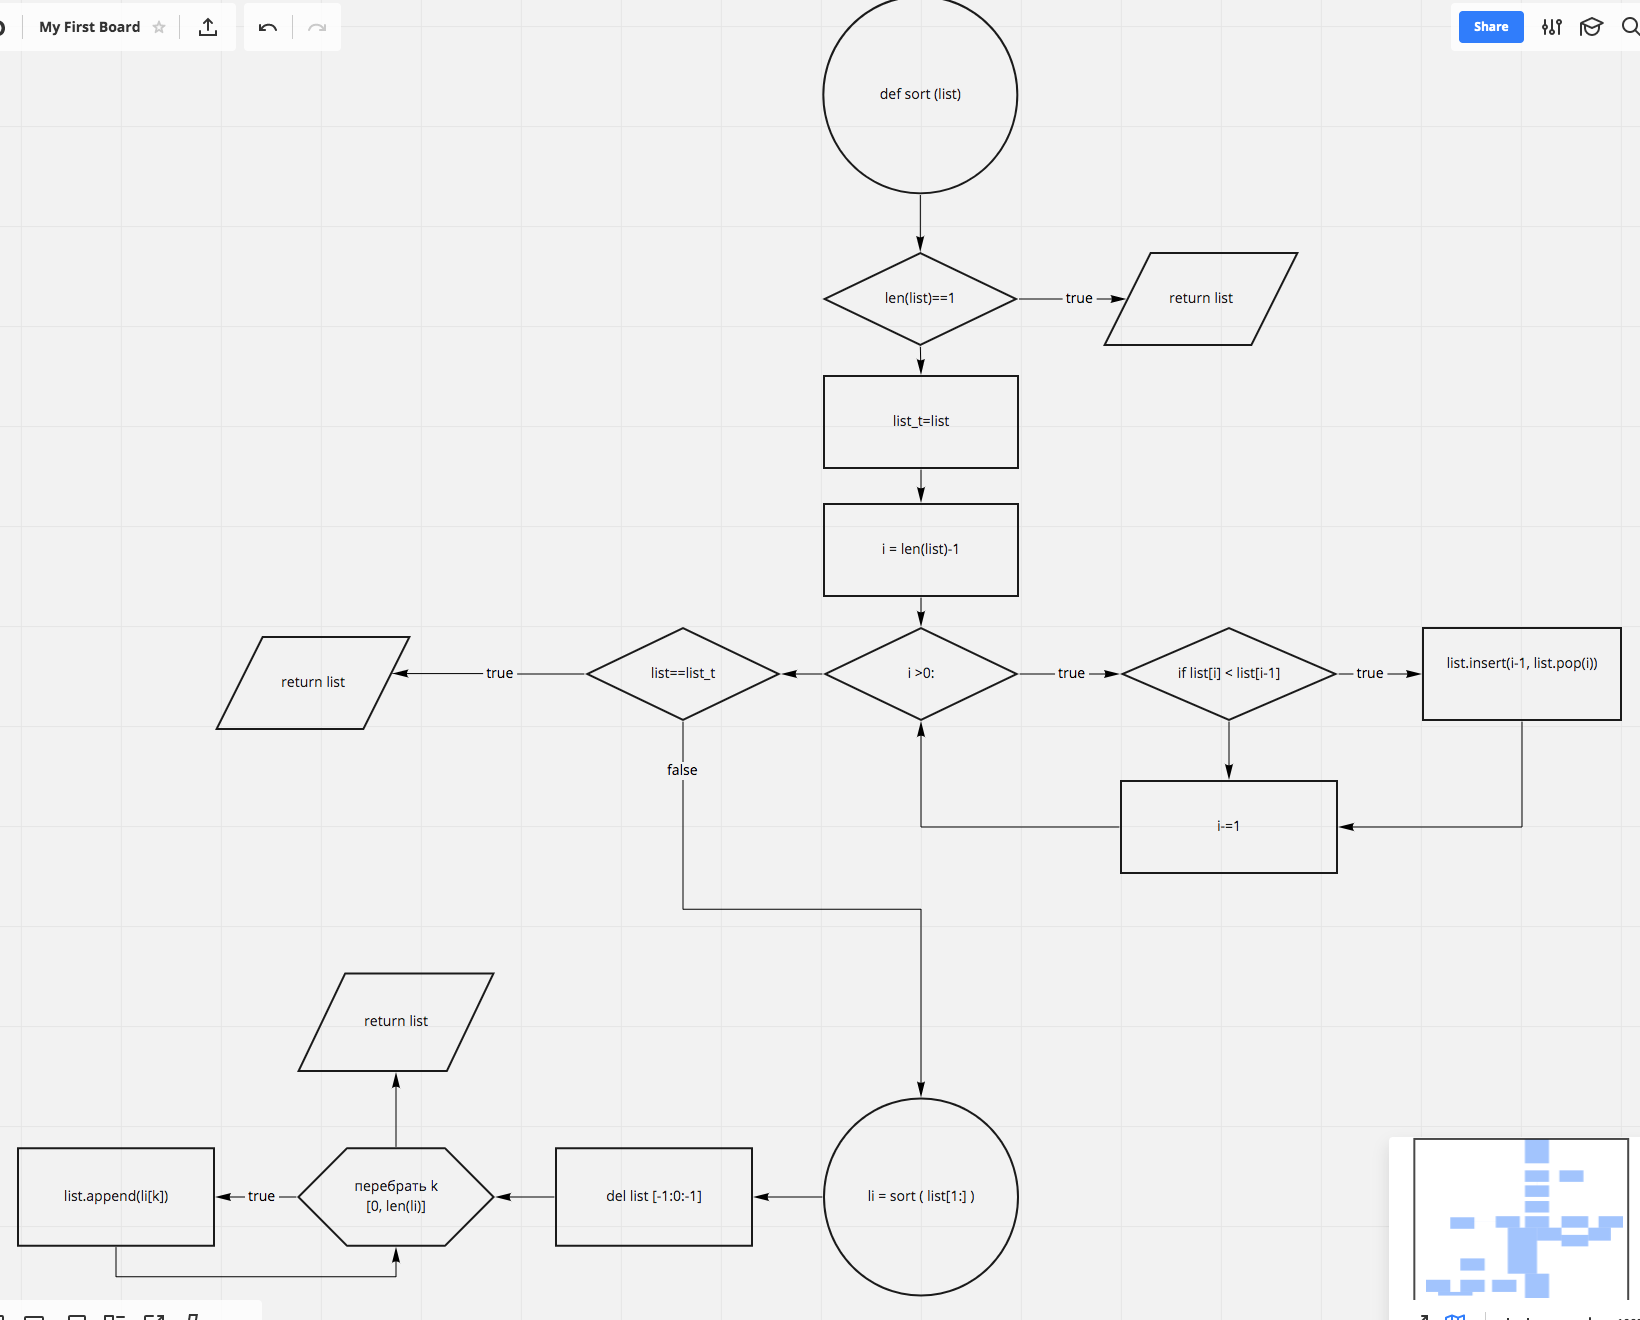 My First Board
Share
def sort (list)
len(list)==1
true
return list
list_t=list
i = len(list)-1
return list
true
list==list_t
i >0:
true
if list[i] < list[i-1]
true
list.insert(i-1, list.pop(i))
false
i-=1
return list
list.append(li[k])
true
перебрать k
[0, len(li)]
del list [-1:0:-1]
li = sort ( list[1:] )